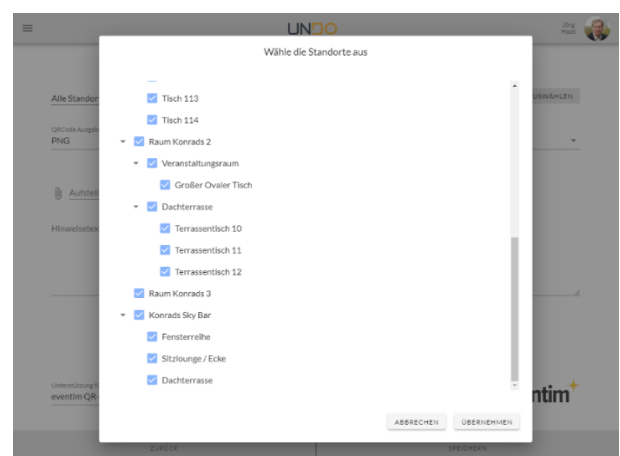 UNDO
Jörg
Haas
Wähle die Standorte aus
Alle Standor
USWÄHLEN
Tisch 113
Tisch 114
QRCode Ausgab
PNG
Raum Konrads 2
Veranstaltungsraum
Großer Ovaler Tisch
Aufstell
Dachterrasse
Hinweistex
Terrassentisch 10
Terrassentisch 11
Terrassentisch 12
Raum Konrads 3
Konrads Sky Bar
Fensterreihe
Sitzlounge / Ecke
Dachterrasse
Unterstützung f
eventim QR-
ntim
ABBRECHEN
ÜBERNEHMEN
ZURÜCK
SPEICHERN